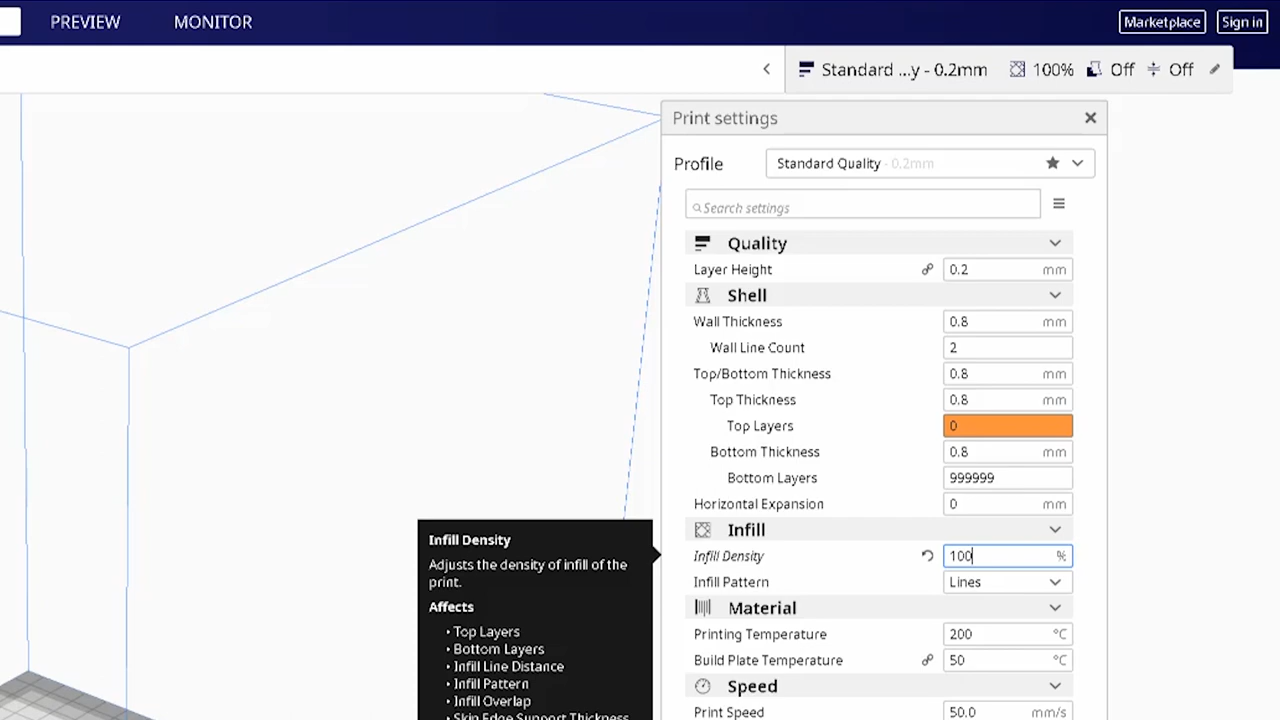 PREVIEW MONITOR Marketplace Sign in
Standard ...y - 0.2mm 100% Off Off
Print settings
Profile Standard Quality - 0.2mm
Search settings
Quality
Layer Height 0.2 mm
Shell
Wall Thickness 0.8 mm
Wall Line Count 2
Top/Bottom Thickness 0.8 mm
Top Thickness 0.8 mm
Top Layers 0
Bottom Thickness 0.8 mm
Bottom Layers 999999
Horizontal Expansion 0 mm
Infill
Infill Density 100 %
Infill Pattern Lines
Material
Printing Temperature 200 °C
Build Plate Temperature 50 °C
Speed
Print Speed 50.0 mm/s
Infill Density
Adjusts the density of infill of the
print.
Affects
• Top Layers
• Bottom Layers
• Infill Line Distance
• Infill Pattern
• Infill Overlap
• Skin Edge Support Thickness